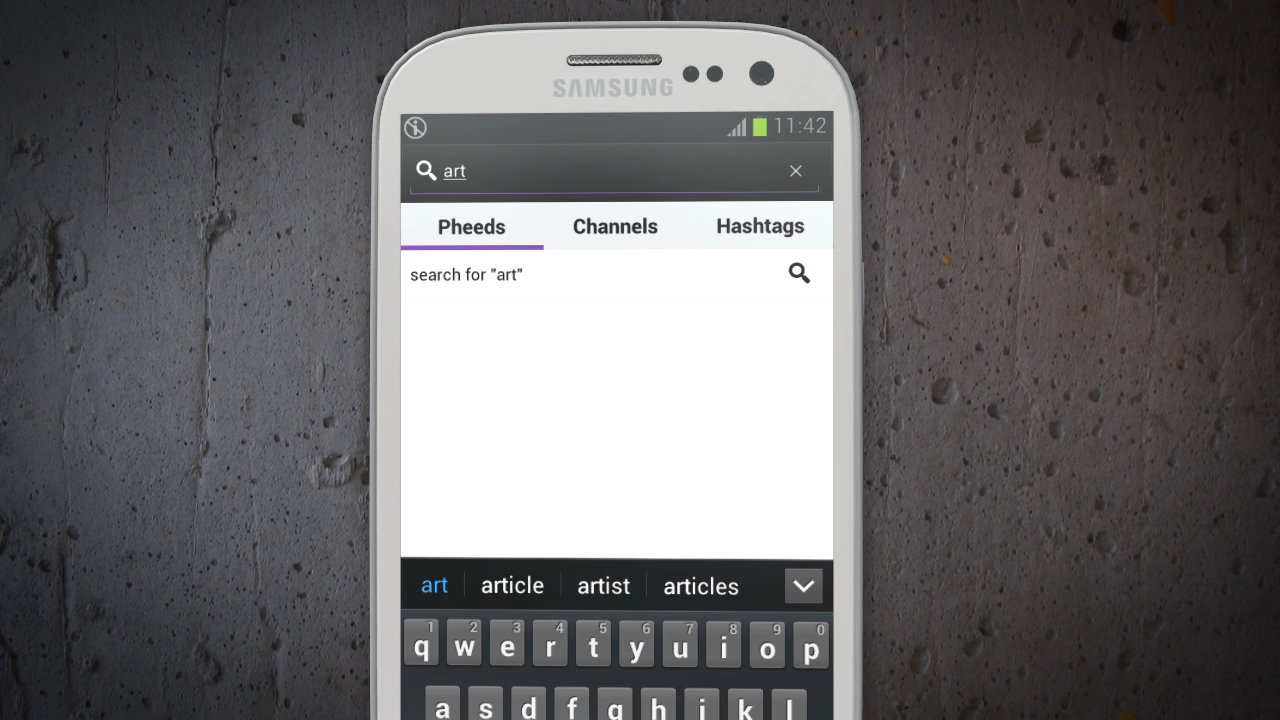 SAMSUNG
11:42
art
Pheeds Channels Hashtags
search for "art"
art article artist articles
1 2 3 4 5 6 7 8 9 0
q w e r t y u i o p
a s d f g h j k l